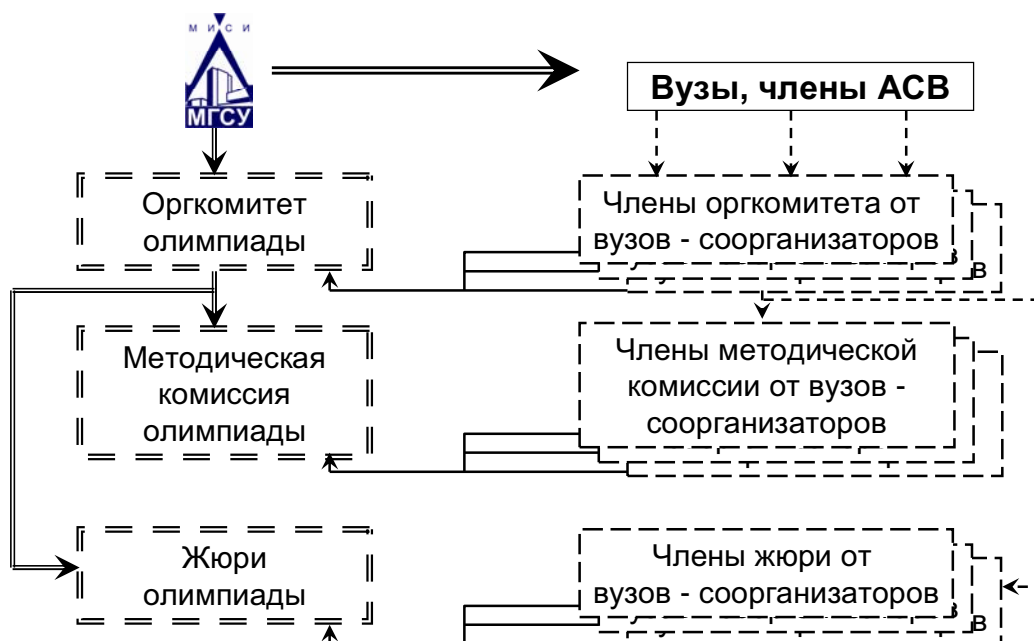 МИСИ
МГСУ
Вузы, члены АСВ
Оргкомитет
олимпиады
Члены оргкомитета от
вузов - соорганизаторов
в
Методическая
комиссия
олимпиады
Члены методической
комиссии от вузов -
соорганизаторов
Жюри
олимпиады
Члены жюри от
вузов - соорганизаторов
в